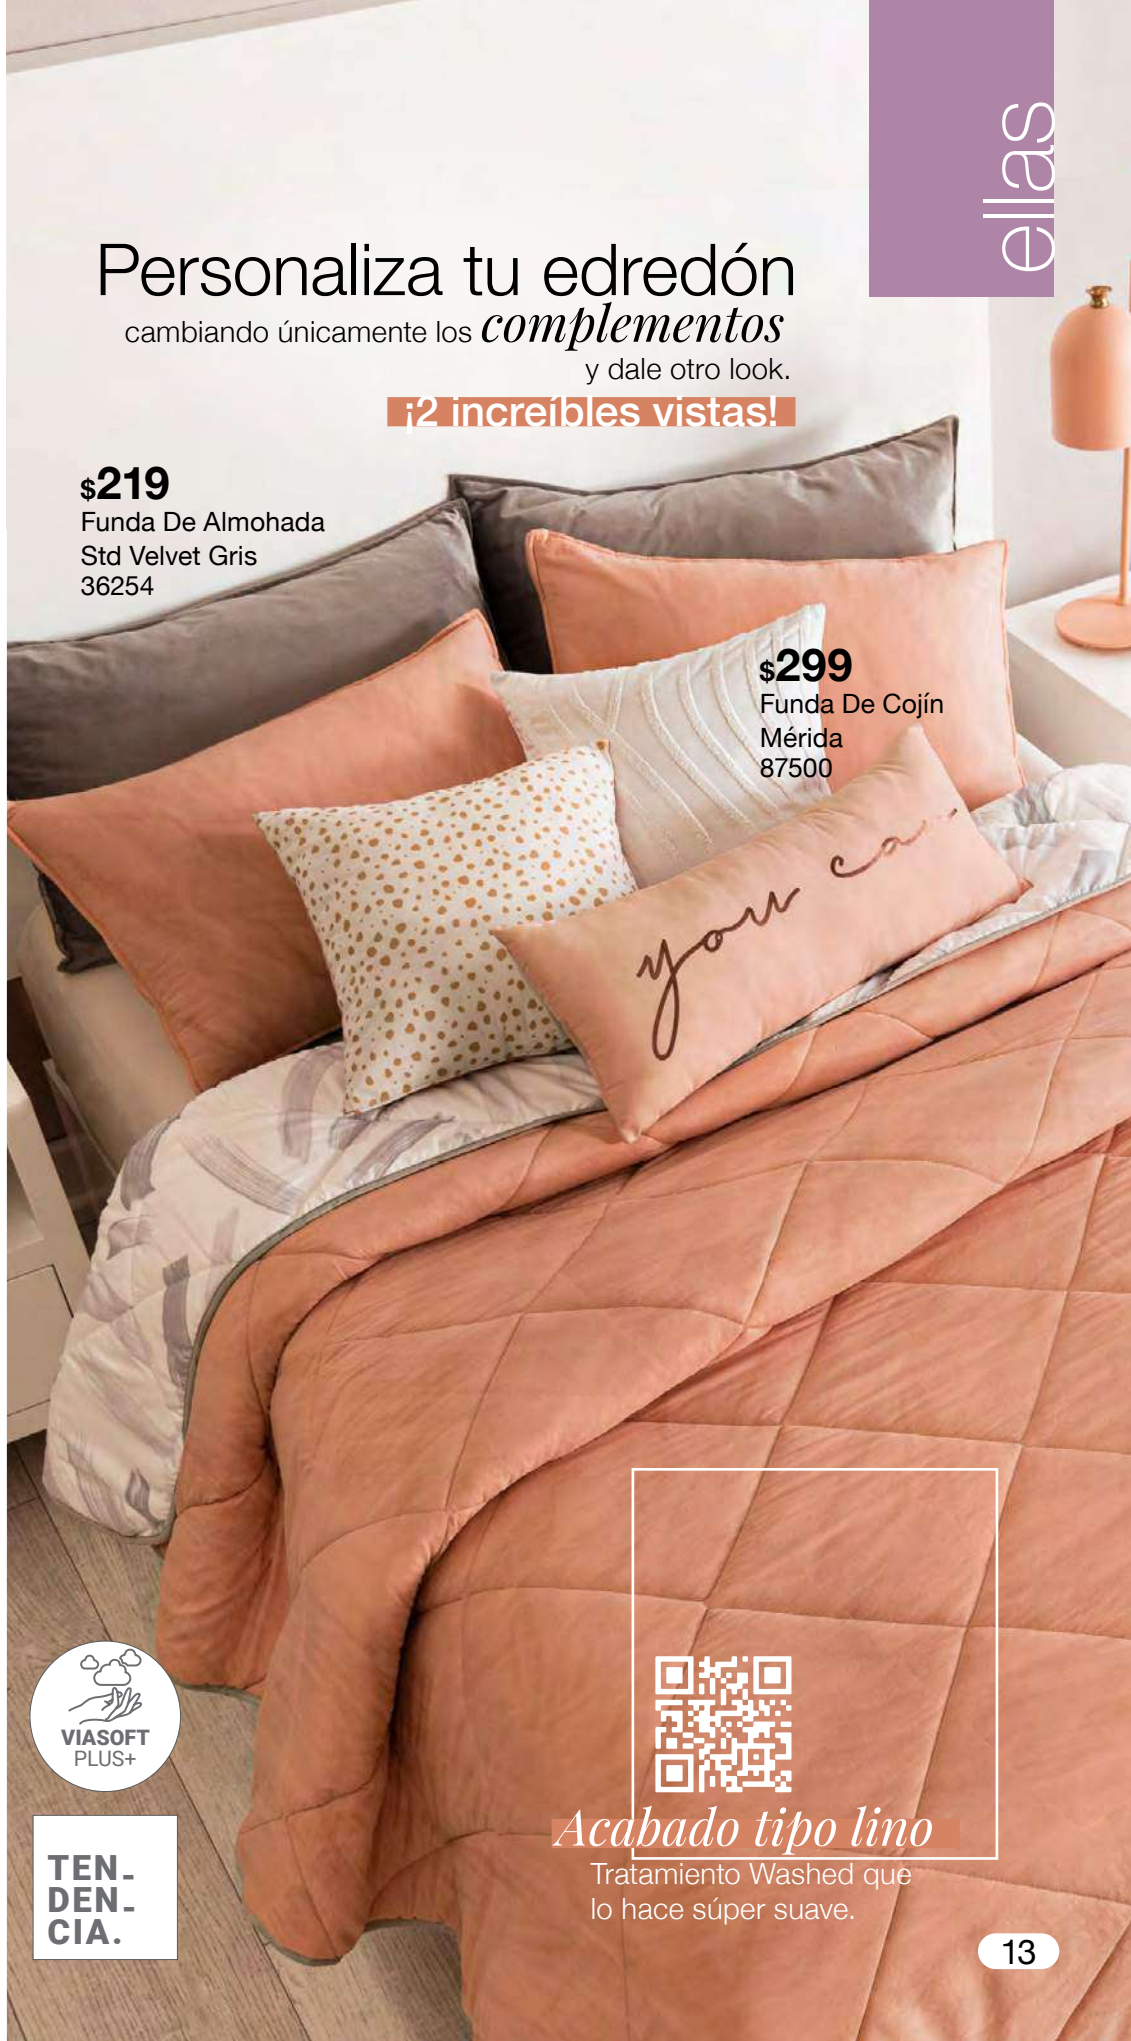 ellas
Personaliza tu edredón
cambiando únicamente los complementos
y dale otro look.
¡2 increíbles vistas!
$219
Funda De Almohada
Std Velvet Gris
36254
$299
Funda De Cojín
Mérida
87500
you ca
VIASOFT
PLUS+
TEN-
DEN-
CIA.
Acabado tipo lino
Tratamiento Washed que
lo hace súper suave.
13